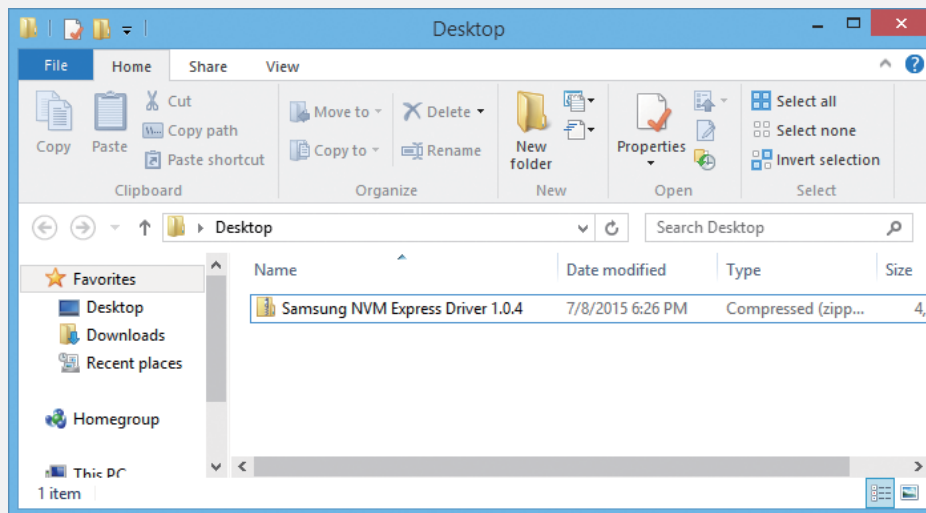 Desktop
File Home Share View
Copy
Paste
Cut
Copy path
Paste shortcut
Clipboard
Move to
Copy to
Delete
Rename
Organize
New
folder
New
Properties
Open
Select all
Select none
Invert selection
Select
Desktop
Search Desktop
Favorites
Desktop
Downloads
Recent places
Homegroup
This PC
Name Date modified Type Size
Samsung NVM Express Driver 1.0.4 7/8/2015 6:26 PM Compressed (zipp... 4,
1 item